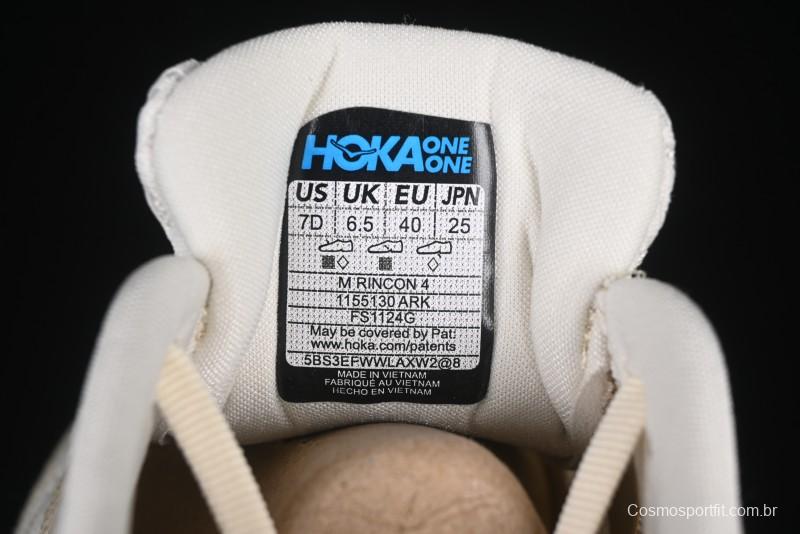 HOKA ONE ONE
US UK EU JPN
7D 6.5 40 25
M RINCON 4
1155130 ARK
FS1124G
May be covered by Pat:
www.hoka.com/patents
5BS3EFWWLAXW2@8
MADE IN VIETNAM
FABRIQUÉ AU VIETNAM
HECHO EN VIETNAM
Cosmosportfit.com.br